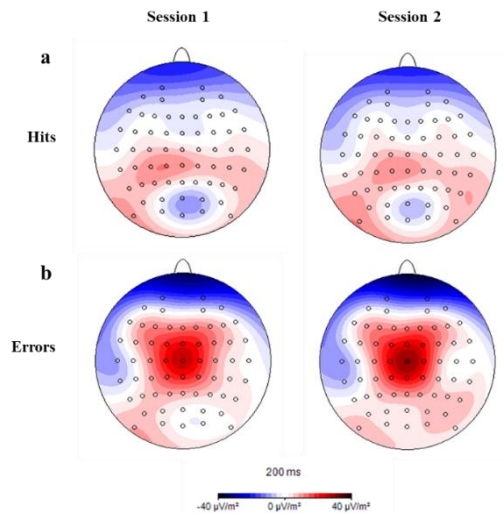 Session 1 Session 2
a
Hits
b
Errors
200 ms
-40 µV/m² 0 µV/m² 40 µV/m²